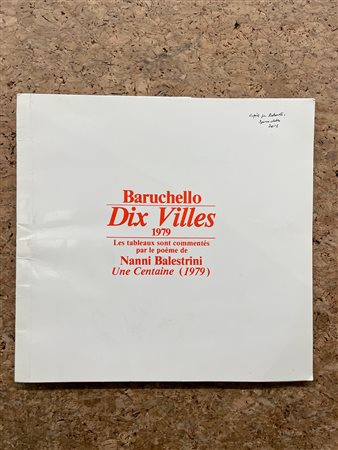 Baruchello
Dix Villes
1979
Les tableaux sont commentés
par le poème de
Nanni Balestrini
Une Centaine (1979)